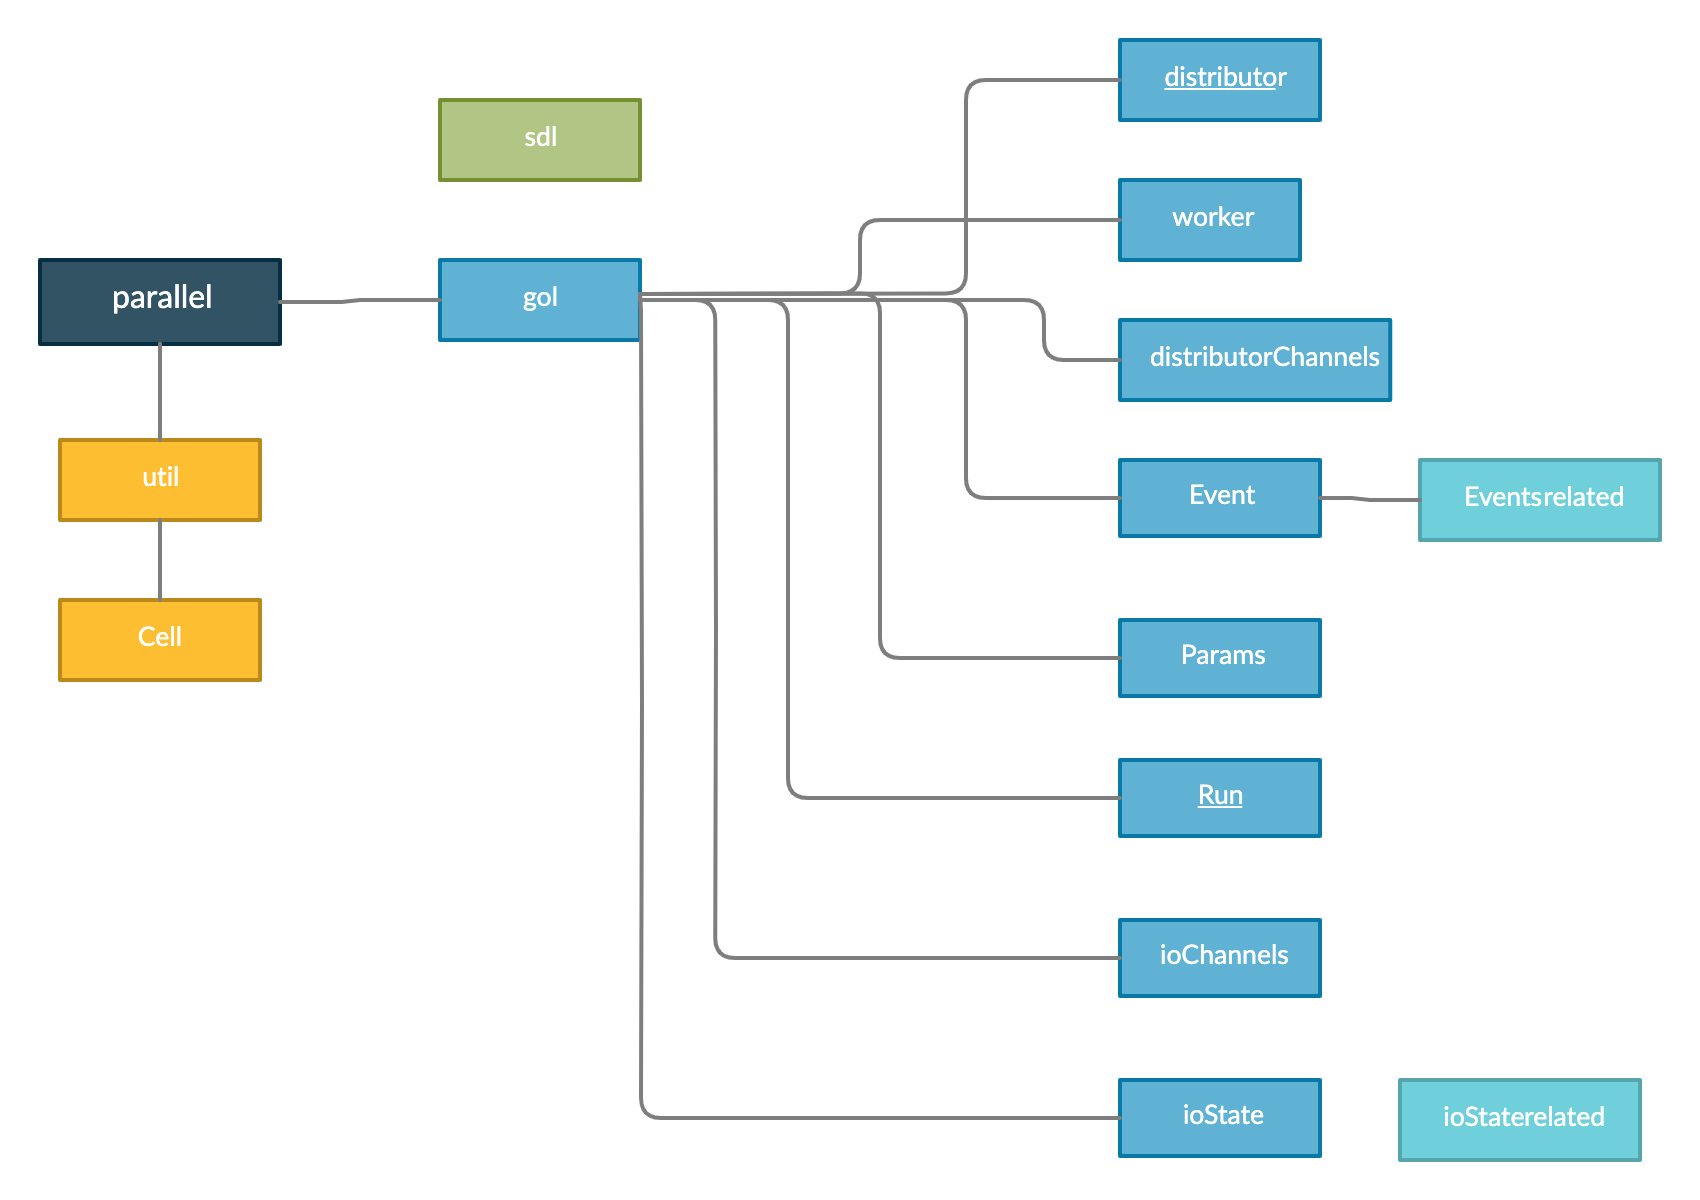 distributor
sdl
worker
parallel
gol
distributorChannels
util
Event
Eventsrelated
Cell
Params
Run
ioChannels
ioState
ioStaterelated